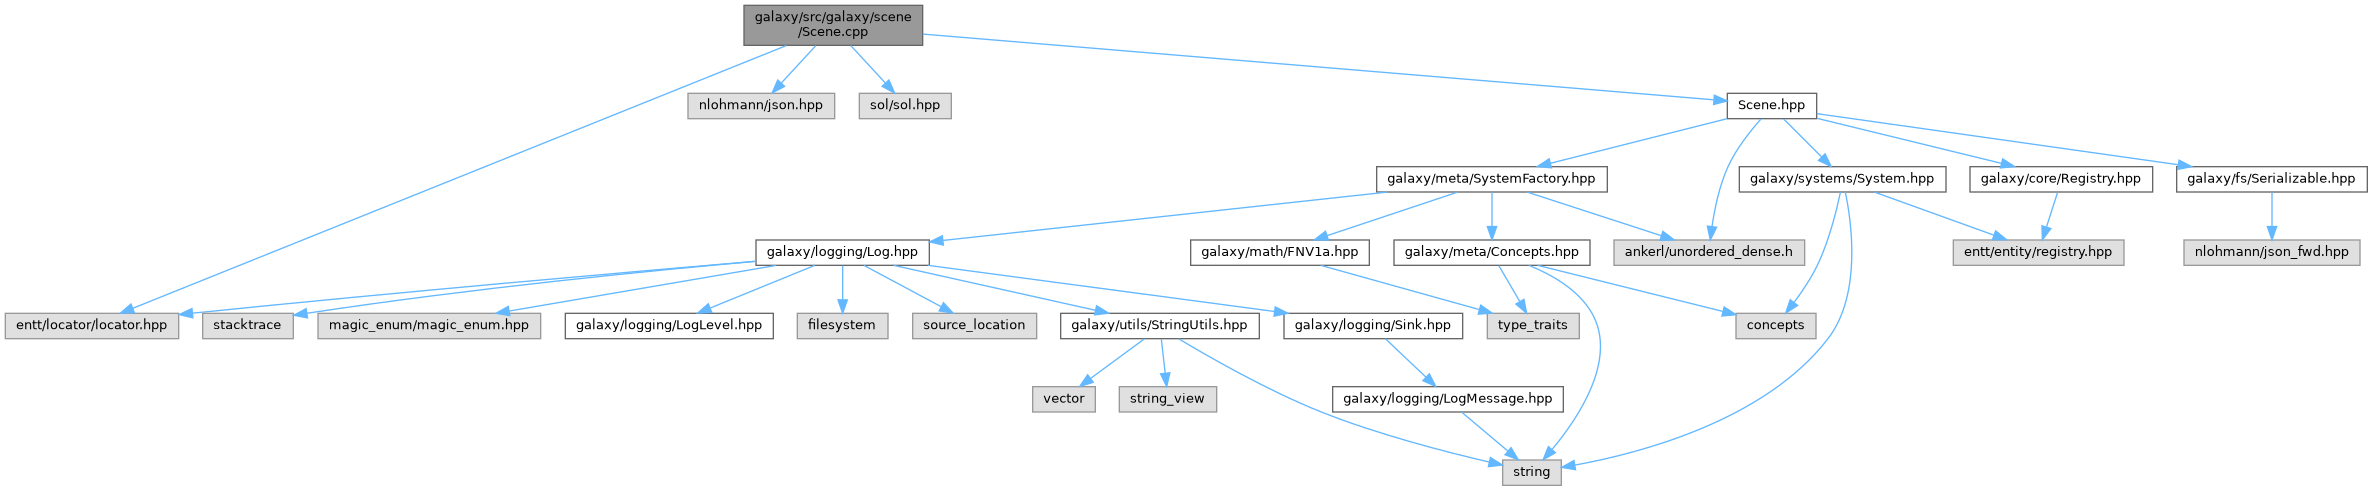 galaxy/src/galaxy/scene
/Scene.cpp
nlohmann/json.hpp
sol/sol.hpp
Scene.hpp
galaxy/meta/SystemFactory.hpp
galaxy/systems/System.hpp
galaxy/core/Registry.hpp
galaxy/fs/Serializable.hpp
galaxy/logging/Log.hpp
galaxy/math/FNV1a.hpp
galaxy/meta/Concepts.hpp
ankerl/unordered_dense.h
entt/entity/registry.hpp
nlohmann/json_fwd.hpp
entt/locator/locator.hpp
stacktrace
magic_enum/magic_enum.hpp
galaxy/logging/LogLevel.hpp
filesystem
source_location
galaxy/utils/StringUtils.hpp
galaxy/logging/Sink.hpp
type_traits
concepts
vector
string_view
galaxy/logging/LogMessage.hpp
string